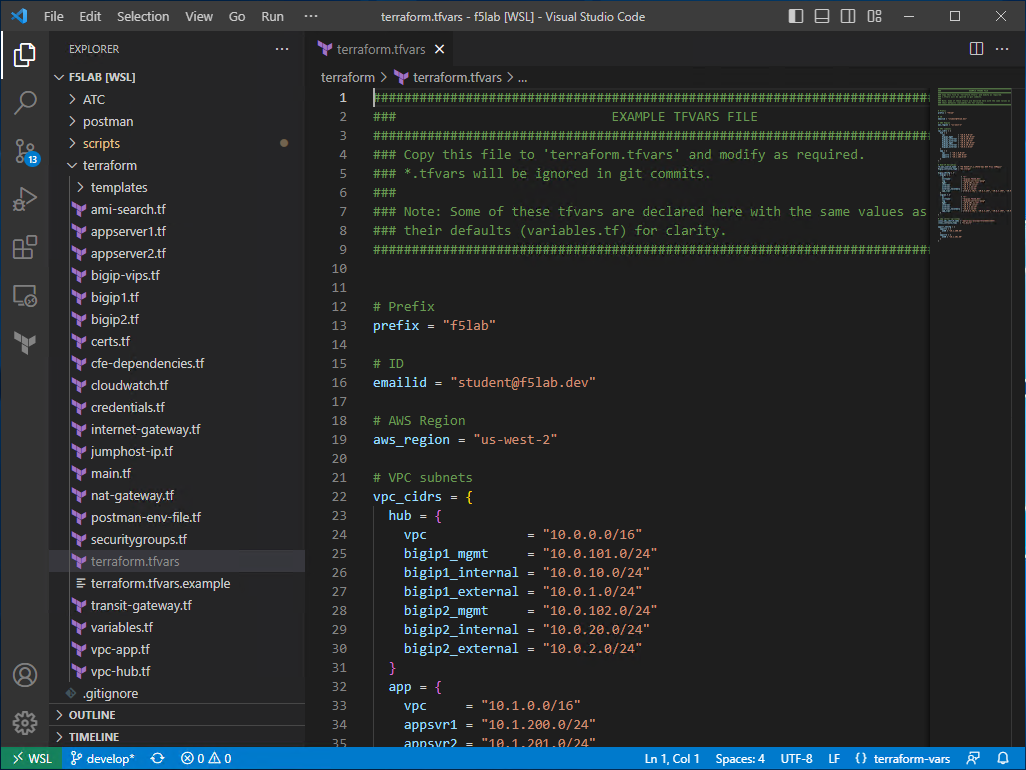 File Edit Selection View Go Run ··· terraform.tfvars - f5lab [WSL] - Visual Studio Code
EXPLORER ···
F5LAB [WSL]
ATC
postman
scripts
terraform
templates
ami-search.tf
appserver1.tf
appserver2.tf
bigip-vips.tf
bigip1.tf
bigip2.tf
certs.tf
cfe-dependencies.tf
cloudwatch.tf
credentials.tf
internet-gateway.tf
jumphost-ip.tf
main.tf
nat-gateway.tf
postman-env-file.tf
securitygroups.tf
terraform.tfvars
terraform.tfvars.example
transit-gateway.tf
variables.tf
vpc-app.tf
vpc-hub.tf
.gitignore
OUTLINE
TIMELINE
13
terraform.tfvars
terraform > terraform.tfvars > ...
1 #########################################################################
2 ### EXAMPLE TFVARS FILE
3 #########################################################################
4 ### Copy this file to 'terraform.tfvars' and modify as required.
5 ### *.tfvars will be ignored in git commits.
6 ###
7 ### Note: Some of these tfvars are declared here with the same values as
8 ### their defaults (variables.tf) for clarity.
9 #########################################################################
10
11
12 # Prefix
13 prefix = "f5lab"
14
15 # ID
16 emailid = "student@f5lab.dev"
17
18 # AWS Region
19 aws_region = "us-west-2"
20
21 # VPC subnets
22 vpc_cidrs = {
23 hub = {
24 vpc = "10.0.0.0/16"
25 bigip1_mgmt = "10.0.101.0/24"
26 bigip1_internal = "10.0.10.0/24"
27 bigip1_external = "10.0.1.0/24"
28 bigip2_mgmt = "10.0.102.0/24"
29 bigip2_internal = "10.0.20.0/24"
30 bigip2_external = "10.0.2.0/24"
31 }
32 app = {
33 vpc = "10.1.0.0/16"
34 appsvr1 = "10.1.200.0/24"
35 appsvr2 = "10.1.201.0/24"
WSL develop* 0 0 Ln 1, Col 1 Spaces: 4 UTF-8 LF {} terraform-vars